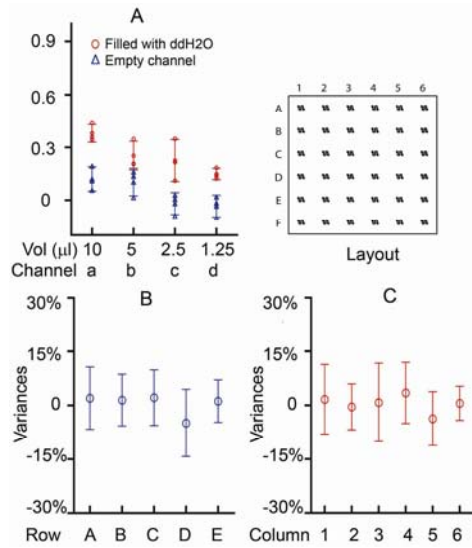 A
0.9
0.6
0.3
0
Filled with ddH2O
Empty channel
Vol (µl) 10 5 2.5 1.25
Channel a b c d
1 2 3 4 5 6
A
B
C
D
E
F
Layout
B
30%
15%
0
-15%
-30%
Variances
Row A B C D E
C
30%
15%
0
-15%
-30%
Variances
Column 1 2 3 4 5 6